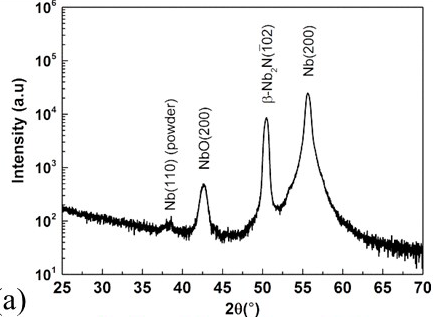 10⁶
10⁵
10⁴
10³
10²
10¹
Intensity (a.u)
Nb(110) (powder)
NbO(200)
β-Nb₂N(1̅02)
Nb(200)
25 30 35 40 45 50 55 60 65 70
2θ(°)
(a)